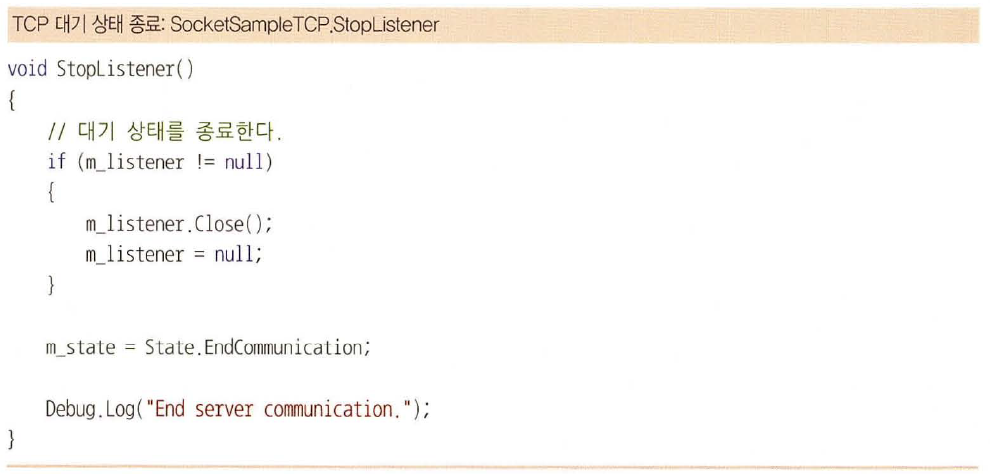 TCP 대기 상태 종료: SocketSampleTCP.StopListener
void StopListener()
{
    // 대기 상태를 종료한다.
    if (m_listener != null)
    {
        m_listener.Close();
        m_listener = null;
    }

    m_state = State.EndCommunication;

    Debug.Log("End server communication.");
}